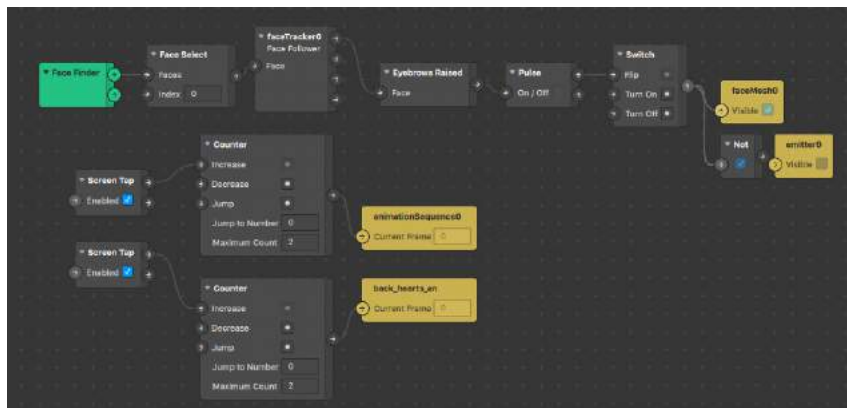 faceTracker0
Face Follower
Face
Face Select
Faces
Index 0
Face Finder
Eyebrows Raised
Face
Pulse
On / Off
Switch
Flip
Turn On
Turn Off
faceMesh0
Visible
Not
emitter0
Visible
Counter
Increase
Decrease
Jump
Jump to Number 0
Maximum Count 2
Screen Tap
Enabled
animationSequence0
Current Frame 0
Screen Tap
Enabled
Counter
Increase
Decrease
Jump
Jump to Number 0
Maximum Count 2
back_hearts_en
Current Frame 0